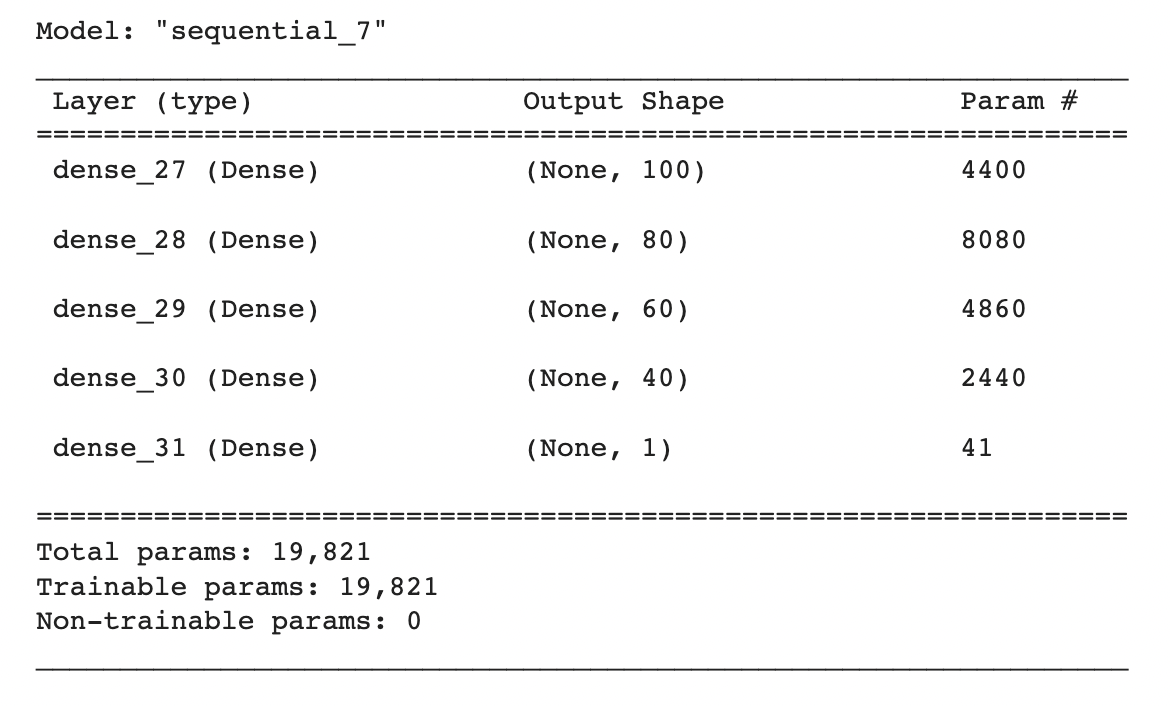 Model: "sequential_7"
Layer (type) Output Shape Param #
=================================================================
dense_27 (Dense) (None, 100) 4400
dense_28 (Dense) (None, 80) 8080
dense_29 (Dense) (None, 60) 4860
dense_30 (Dense) (None, 40) 2440
dense_31 (Dense) (None, 1) 41
=================================================================
Total params: 19,821
Trainable params: 19,821
Non-trainable params: 0